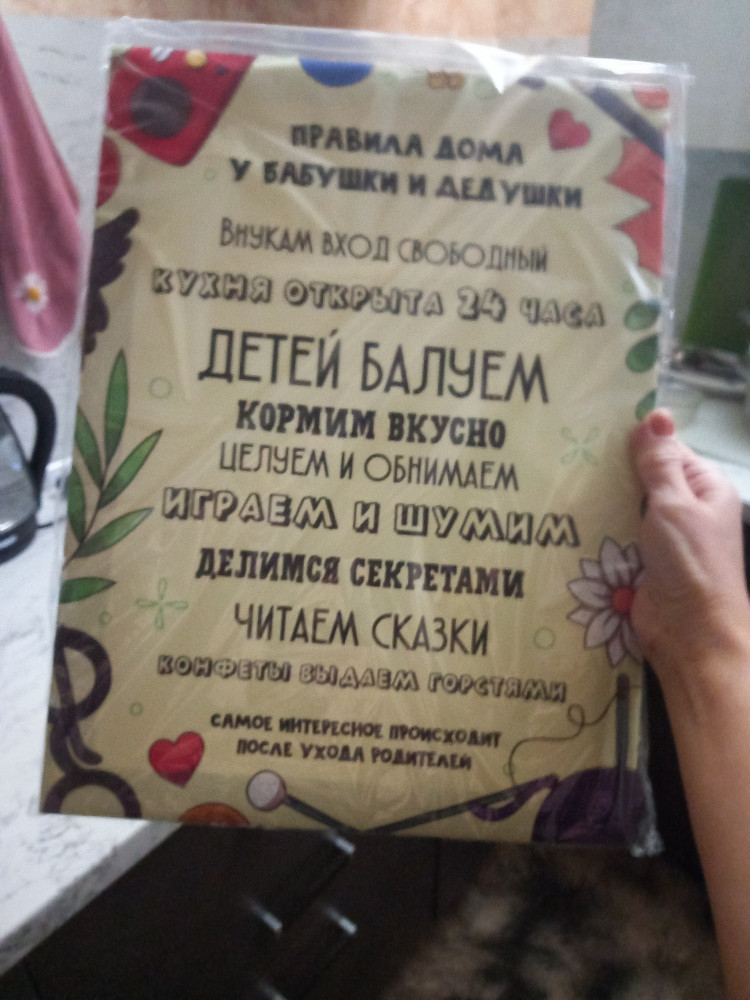 ПРАВИЛА ДОМА
У БАБУШКИ И ДЕДУШКИ
ВНУКАМ ВХОД СВОБОДНЫЙ
КУХНЯ ОТКРЫТА 24 ЧАСА
ДЕТЕЙ БАЛУЕМ
КОРМИМ ВКУСНО
ЦЕЛУЕМ И ОБНИМАЕМ
ИГРАЕМ И ШУМИМ
ДЕЛИМСЯ СЕКРЕТАМИ
ЧИТАЕМ СКАЗКИ
КОНФЕТЫ ВЫДАЕМ ГОРСТЯМИ
САМОЕ ИНТЕРЕСНОЕ ПРОИСХОДИТ
ПОСЛЕ УХОДА РОДИТЕЛЕЙ